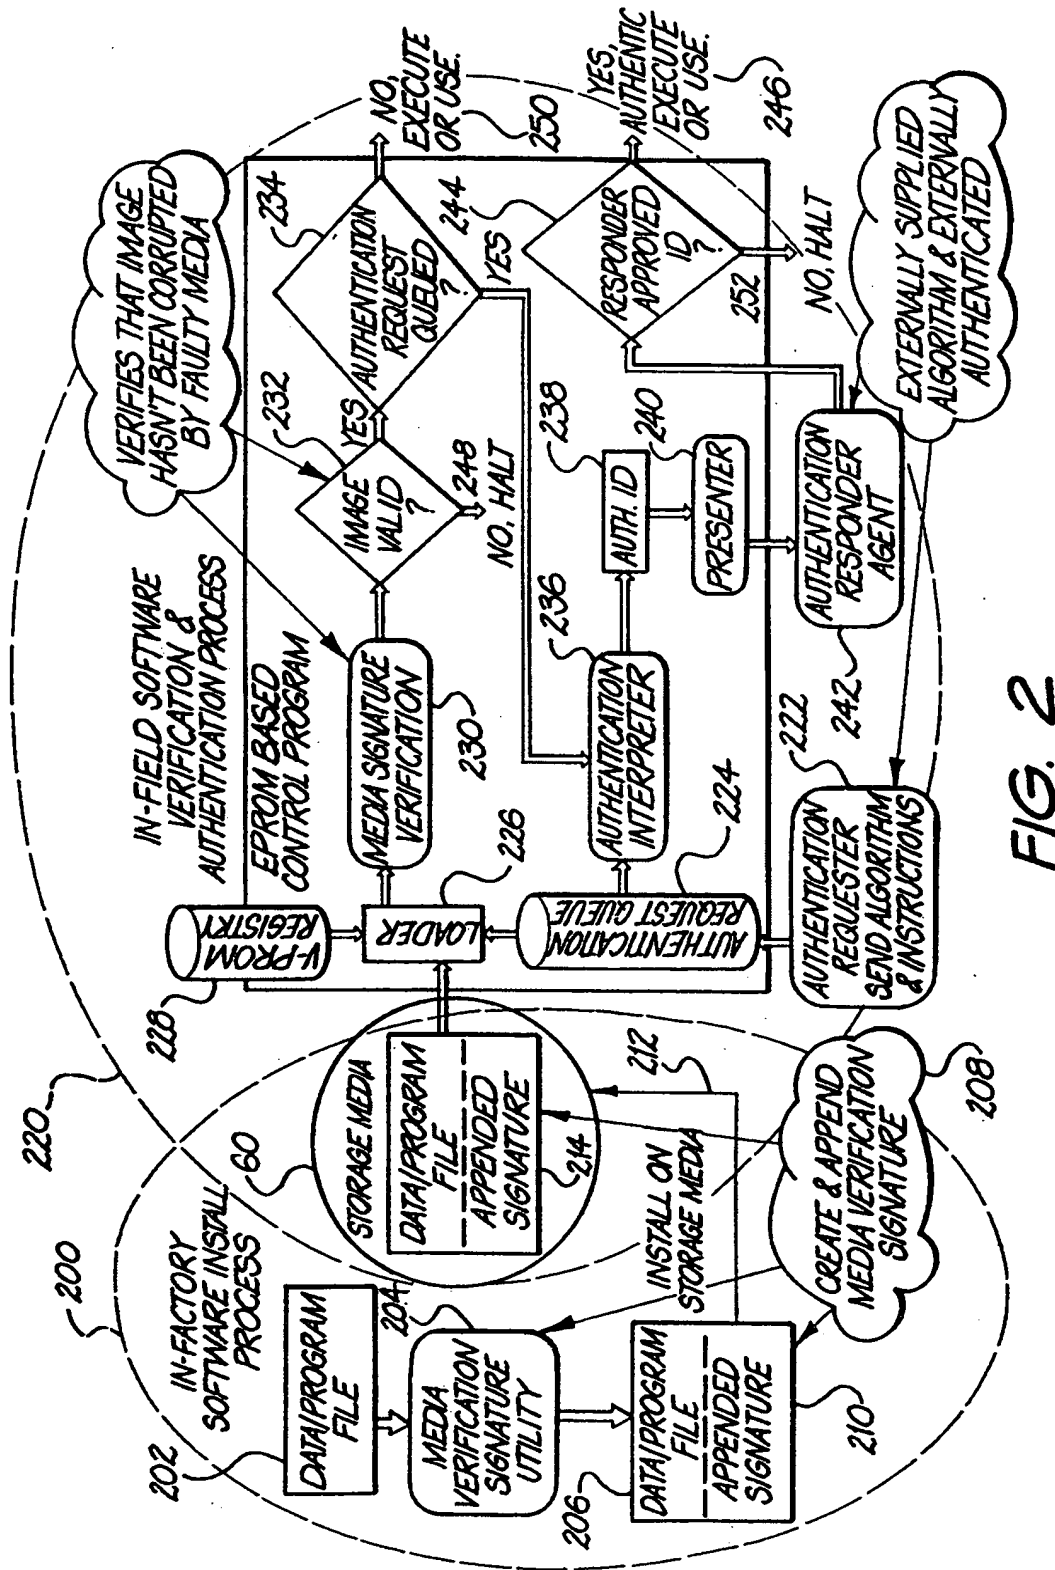 220
IN-FIELD SOFTWARE
VERIFICATION &
AUTHENTICATION PROCESS
VERIFIES THAT IMAGE
HASN'T BEEN CORRUPTED
BY FAULTY MEDIA
200
IN-FACTORY
SOFTWARE INSTALL
PROCESS
202
DATA/PROGRAM
FILE
204
MEDIA
VERIFICATION
SIGNATURE
UTILITY
206
DATA/PROGRAM
FILE
APPENDED
SIGNATURE
210
INSTALL ON
STORAGE MEDIA
212
CREATE & APPEND
MEDIA VERIFICATION
SIGNATURE
208
60
STORAGE MEDIA
DATA/PROGRAM
FILE
APPENDED
SIGNATURE
214
228
V-PROM
REGISTRY
EPROM BASED
CONTROL PROGRAM
LOADER
226
MEDIA SIGNATURE
VERIFICATION
230
232
IMAGE
VALID
?
YES
248
NO, HALT
234
AUTHENTICATION
REQUEST
QUEUED
?
YES
NO,
EXECUTE
OR USE.
250
AUTHENTICATION
REQUEST QUEUE
224
AUTHENTICATION
INTERPRETER
236
AUTH. ID
238
PRESENTER
240
244
RESPONDER
APPROVED
ID
?
YES,
AUTHENTIC
(EXECUTE
OR USE.
246
252
NO, HALT
222
AUTHENTICATION
REQUESTER
SEND ALGORITHM
& INSTRUCTIONS
242
AUTHENTICATION
RESPONDER
AGENT
EXTERNALLY SUPPLIED
ALGORITHM & EXTERNALLY
AUTHENTICATED
FIG. 2